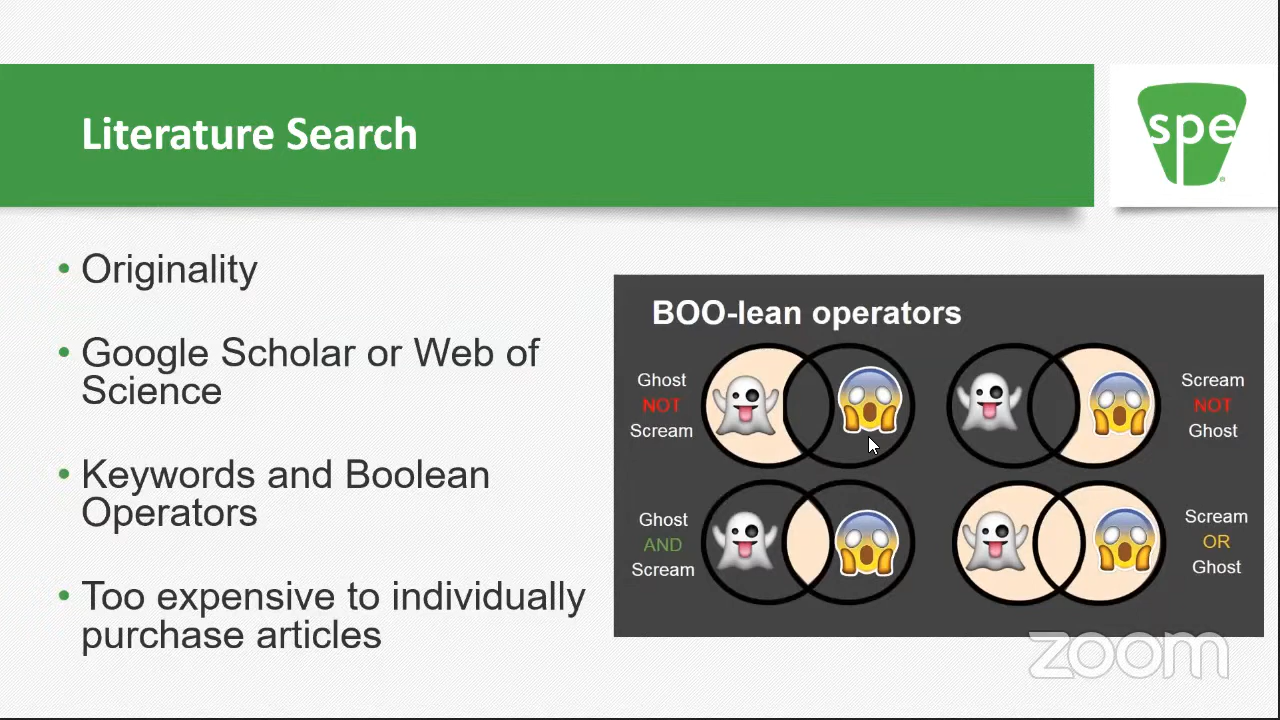 Literature Search
spe
• Originality
• Google Scholar or Web of
Science
• Keywords and Boolean
Operators
• Too expensive to individually
purchase articles
BOO-lean operators
Ghost
NOT
Scream
Scream
NOT
Ghost
Ghost
AND
Scream
Scream
OR
Ghost
zoom